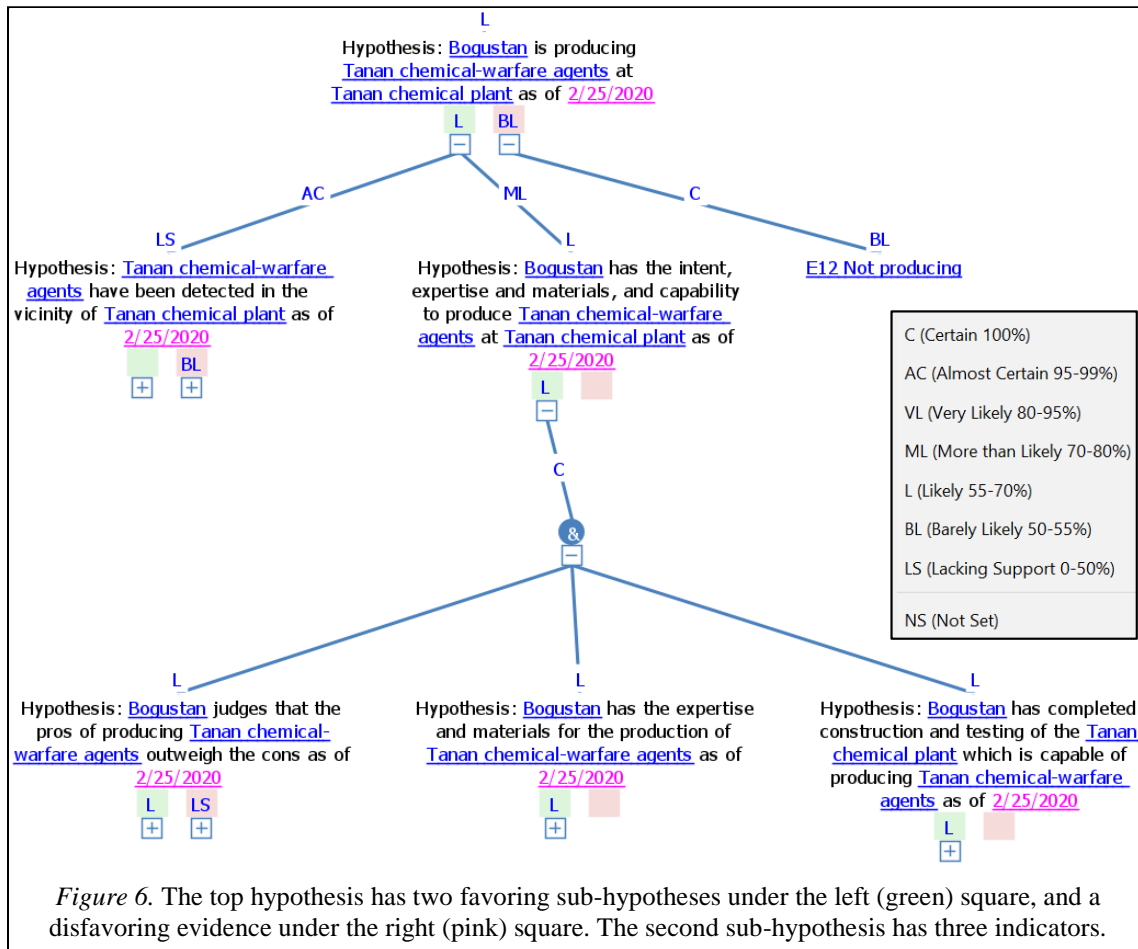 L
Hypothesis: Bogustan is producing
Tanan chemical-warfare agents at
Tanan chemical plant as of 2/25/2020
L BL
AC ML C
LS
Hypothesis: Tanan chemical-warfare
agents have been detected in the
vicinity of Tanan chemical plant as of
2/25/2020
BL
L
Hypothesis: Bogustan has the intent,
expertise and materials, and capability
to produce Tanan chemical-warfare
agents at Tanan chemical plant as of
2/25/2020
L
BL
E12 Not producing
C (Certain 100%)
AC (Almost Certain 95-99%)
VL (Very Likely 80-95%)
ML (More than Likely 70-80%)
L (Likely 55-70%)
BL (Barely Likely 50-55%)
LS (Lacking Support 0-50%)
NS (Not Set)
C
&
L
Hypothesis: Bogustan judges that the
pros of producing Tanan chemical-
warfare agents outweigh the cons as of
2/25/2020
L LS
L
Hypothesis: Bogustan has the expertise
and materials for the production of
Tanan chemical-warfare agents as of
2/25/2020
L
L
Hypothesis: Bogustan has completed
construction and testing of the Tanan
chemical plant which is capable of
producing Tanan chemical-warfare
agents as of 2/25/2020
L
Figure 6. The top hypothesis has two favoring sub-hypotheses under the left (green) square, and a
disfavoring evidence under the right (pink) square. The second sub-hypothesis has three indicators.